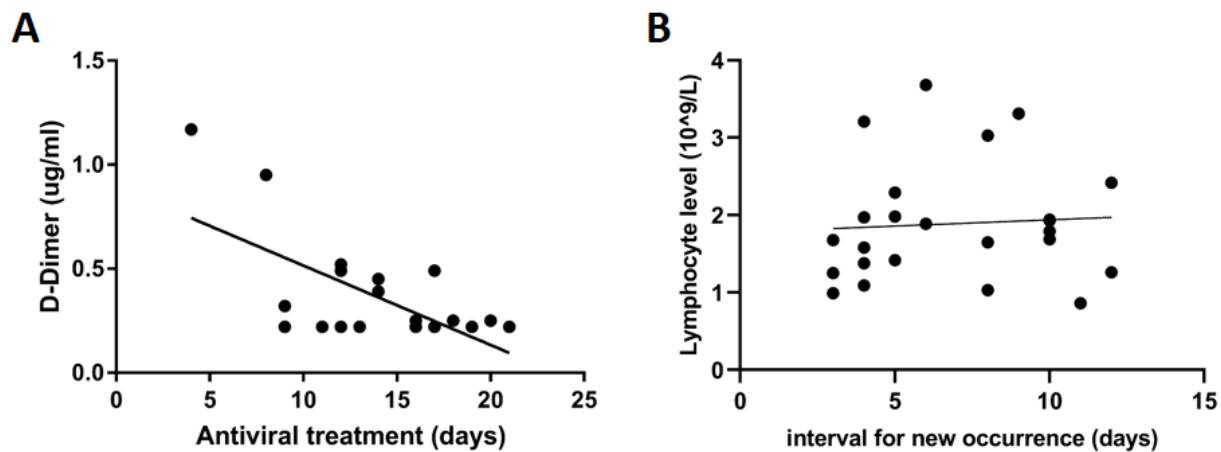 A
B
D-Dimer (ug/ml)
1.5
1.0
0.5
0.0
0 5 10 15 20 25
Antiviral treatment (days)
Lymphocyte level (10^9/L)
4
3
2
1
0
0 5 10 15
interval for new occurrence (days)